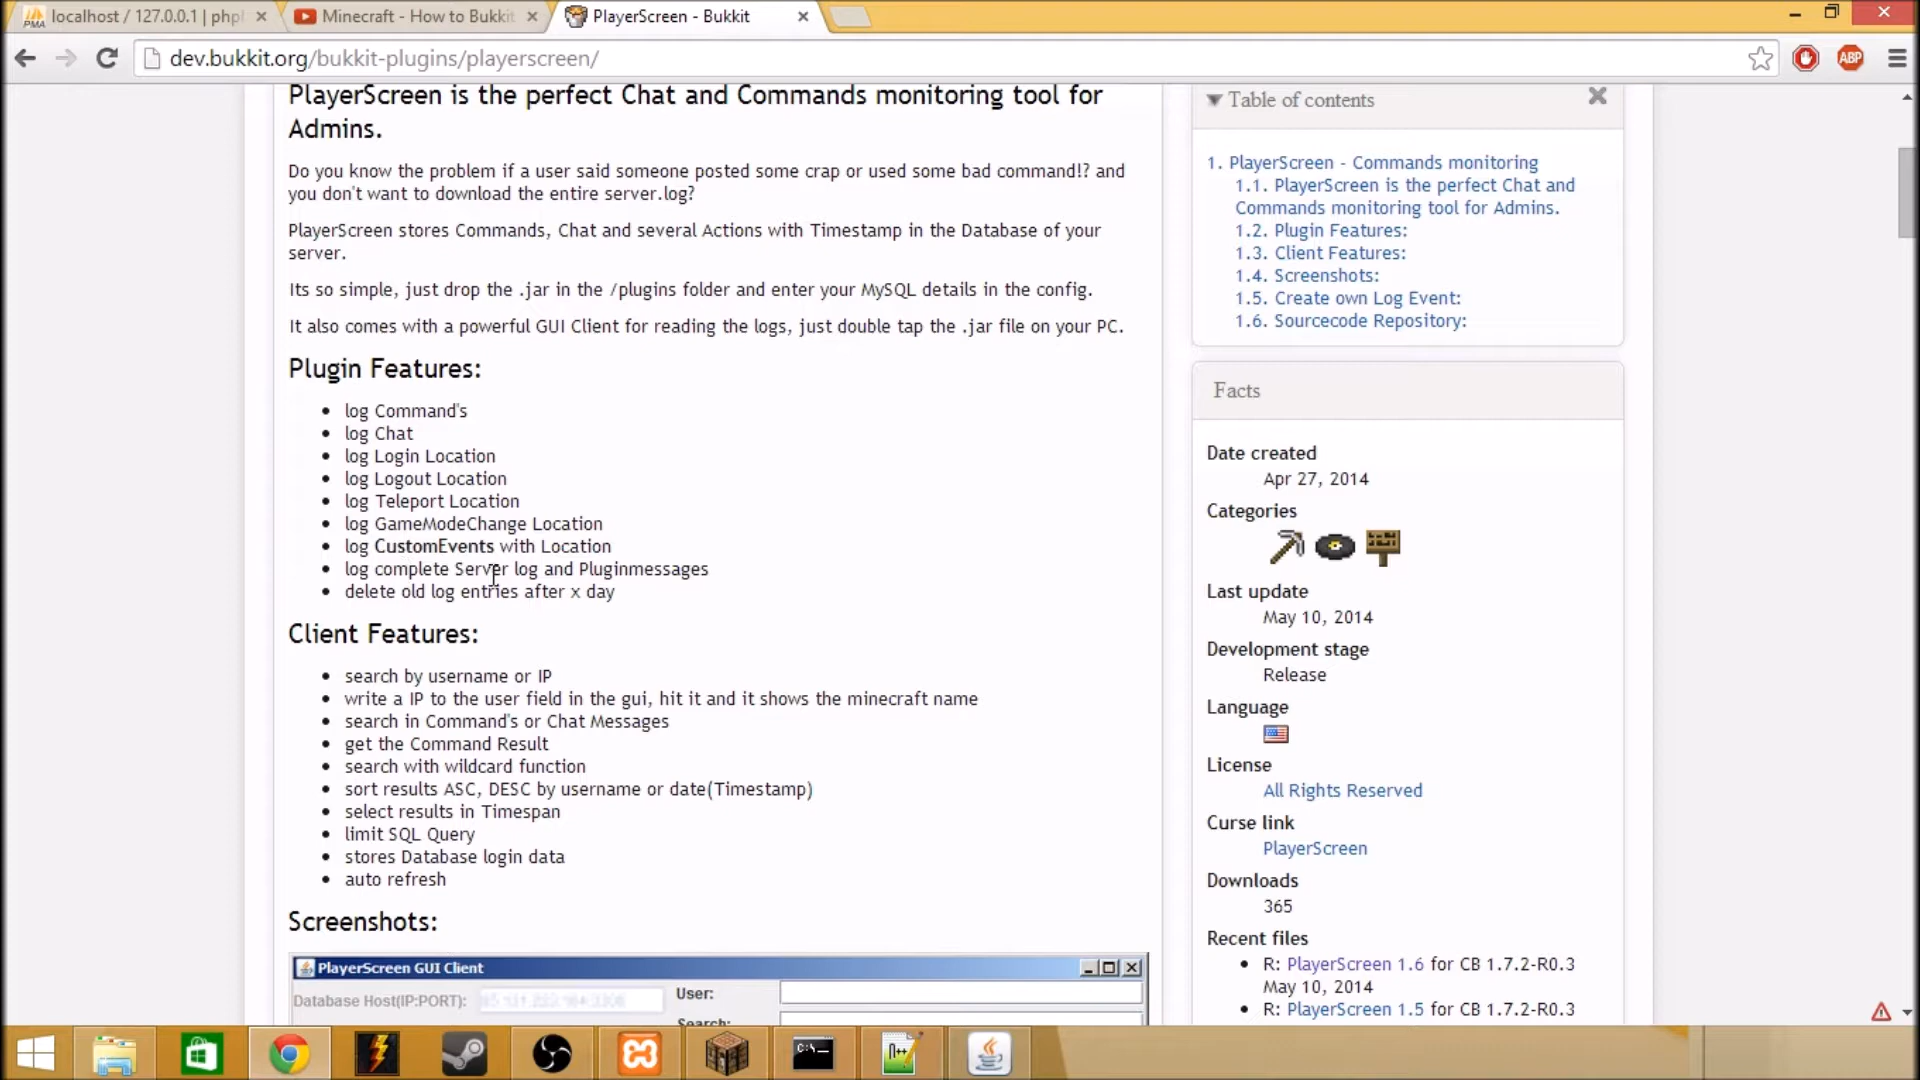 localhost / 127.0.0.1 | phpl
Minecraft - How to Bukkit
PlayerScreen - Bukkit
dev.bukkit.org/bukkit-plugins/playerscreen/
ABP
PlayerScreen is the perfect Chat and Commands monitoring tool for
Admins.
Do you know the problem if a user said someone posted some crap or used some bad command!? and
you don't want to download the entire server.log?
PlayerScreen stores Commands, Chat and several Actions with Timestamp in the Database of your
server.
Its so simple, just drop the .jar in the /plugins folder and enter your MySQL details in the config.
It also comes with a powerful GUI Client for reading the logs, just double tap the .jar file on your PC.
Plugin Features:
log Command's
log Chat
log Login Location
log Logout Location
log Teleport Location
log GameModeChange Location
log CustomEvents with Location
log complete Server log and Pluginmessages
delete old log entries after x day
Client Features:
search by username or IP
write a IP to the user field in the gui, hit it and it shows the minecraft name
search in Command's or Chat Messages
get the Command Result
search with wildcard function
sort results ASC, DESC by username or date(Timestamp)
select results in Timespan
limit SQL Query
stores Database login data
auto refresh
Screenshots:
PlayerScreen GUI Client
Database Host(IP:PORT):
User:
Search:
Table of contents
1. PlayerScreen - Commands monitoring
1.1. PlayerScreen is the perfect Chat and
Commands monitoring tool for Admins.
1.2. Plugin Features:
1.3. Client Features:
1.4. Screenshots:
1.5. Create own Log Event:
1.6. Sourcecode Repository:
Facts
Date created
Apr 27, 2014
Categories
Last update
May 10, 2014
Development stage
Release
Language
License
All Rights Reserved
Curse link
PlayerScreen
Downloads
365
Recent files
R: PlayerScreen 1.6 for CB 1.7.2-R0.3
May 10, 2014
R: PlayerScreen 1.5 for CB 1.7.2-R0.3